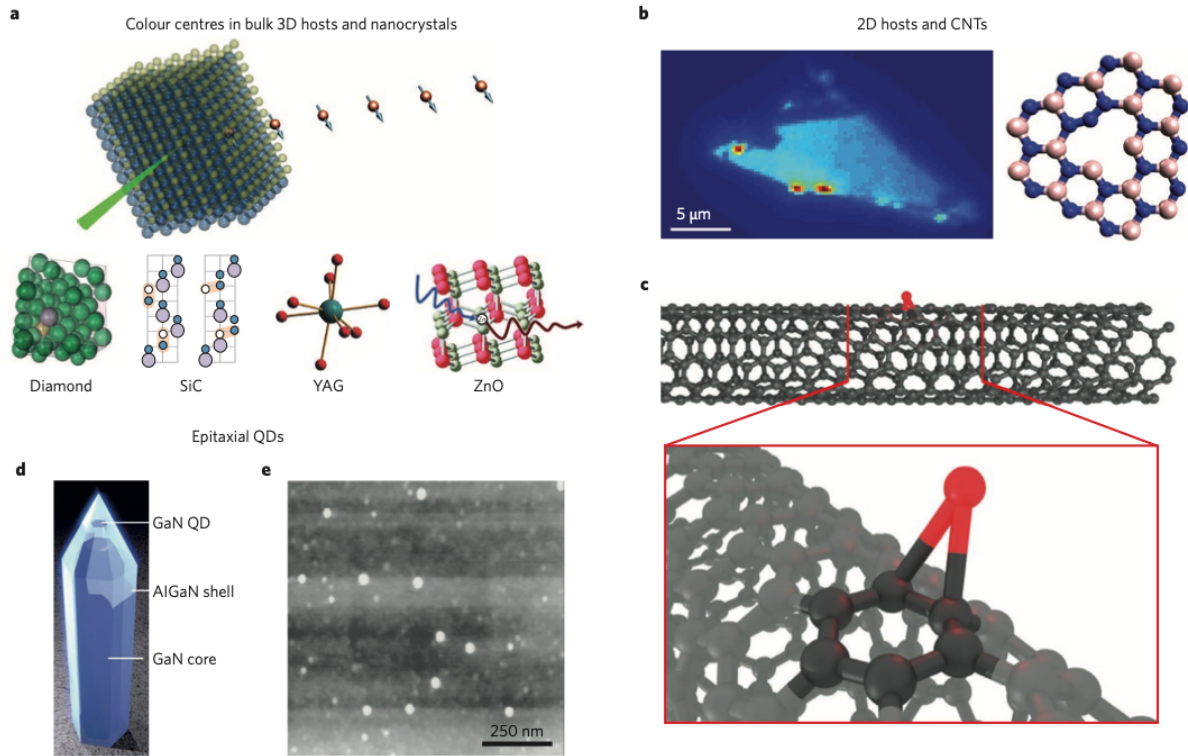 a
Colour centres in bulk 3D hosts and nanocrystals
Diamond
SiC
YAG
ZnO
b
2D hosts and CNTs
5 μm
c
Epitaxial QDs
d
GaN QD
AlGaN shell
GaN core
e
250 nm